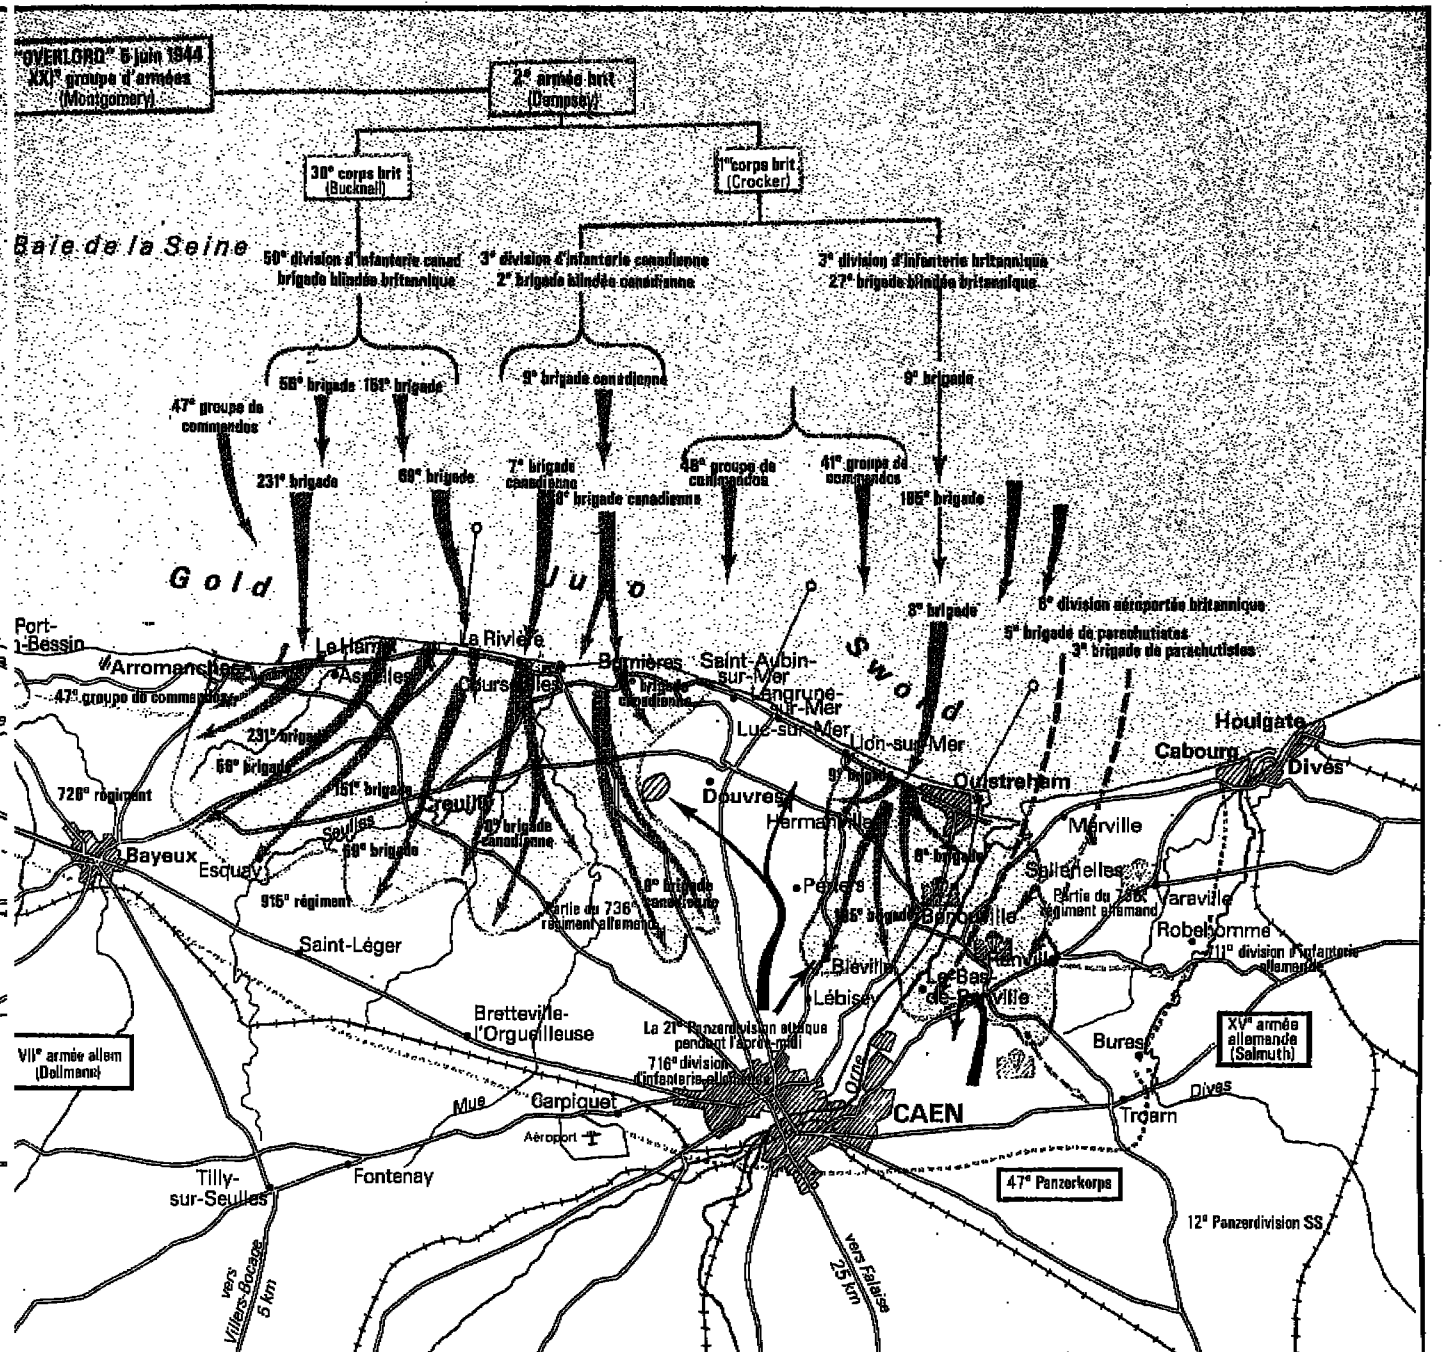 "OVERLORD" 6 juin 1944
XXIe groupe d'armées
(Montgomery)
2e armée brit
(Dempsey)
30e corps brit
(Bucknall)
1er corps brit
(Crocker)
Baie de la Seine
50e division d'infanterie canad
brigade blindée britannique
3e division d'infanterie canadienne
2e brigade blindée canadienne
3e division d'infanterie britannique
27e brigade blindée britannique
56e brigade
151e brigade
9e brigade canadienne
9e brigade
47e groupe de
commandos
231e brigade
69e brigade
7e brigade
canadienne
8e brigade canadienne
48e groupe de
commandos
41e groupe de
commandos
185e brigade
Gold
Juno
Sword
8e brigade
6e division aéroportée britannique
5e brigade de parachutistes
3e brigade de parachutistes
Port-
-Bessin
Le Hamel
La Rivière
Arromanches
Asnelles
Courseulles
Bernières
Saint-Aubin-
sur-Mer
Langrune-
sur-Mer
Luc-sur-Mer
Lion-sur-Mer
47e groupe de commandos
brigade
canadienne
231e brigade
56e brigade
151e brigade
69e brigade
726e régiment
Creully
Seulles
brigade
canadienne
Douvres
9e brigade
Ouistreham
Hermanville
Houlgate
Cabourg
Dives
Merville
Bayeux
Esquay
915e régiment
Partie du 736e
régiment allemand
8e brigade
canadienne
Périers
8e brigade
185e brigade
Bénouville
Sallenelles
Partie du 736e
régiment allemand
Varaville
Robehomme
711e division d'infanterie
allemande
Saint-Léger
Biéville
Ranville
Le Bas-
de-Ranville
Lébisey
Bretteville-
l'Orgueilleuse
La 21e Panzerdivision attaque
pendant l'après-midi
716e division
d'infanterie allemande
VIIe armée allem
(Dollmann)
XVe armée
allemande
(Salmuth)
Bures
Mue
Carpiquet
Aéroport
Orne
CAEN
Troarn
Dives
Tilly-
sur-Seulles
Fontenay
47e Panzerkorps
12e Panzerdivision SS
vers
Villers-Bocage
5 km
vers Falaise
25 km